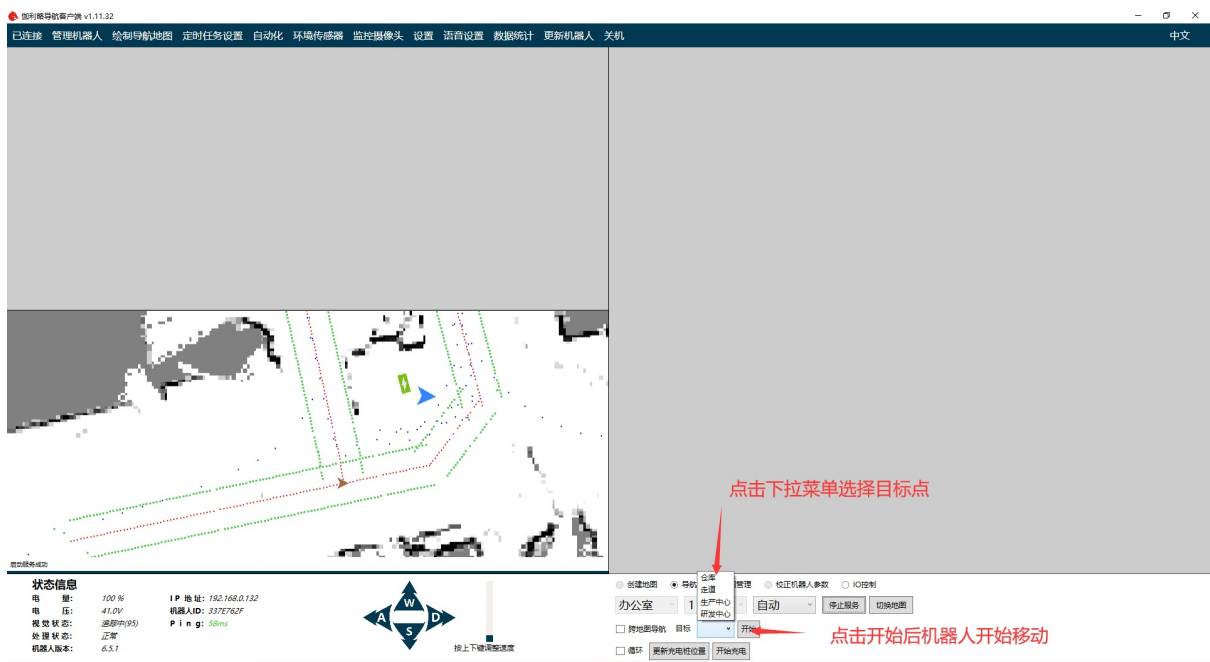 伽利略导航客户端 v1.11.32
已连接 管理机器人 绘制导航地图 定时任务设置 自动化 环境传感器 监控摄像头 设置 语音设置 数据统计 更新机器人 关机 中文
点击下拉菜单选择目标点
启动服务成功
状态信息
电 量: 100 % IP 地址: 192.168.0.132
电 压: 41.0V 机器人ID: 337E762F
视觉状态: 追踪中(95) Ping: 58ms
处理状态: 正常
机器人版本: 6.5.1
W
A D
S
按上下键调整速度
创建地图 导航 管理 校正机器人参数 IO控制
仓库
走道
生产中心
研发中心
办公室 1 自动 停止服务 切换地图
跨地图导航 目标 开始
点击开始后机器人开始移动
循环 更新充电桩位置 开始充电